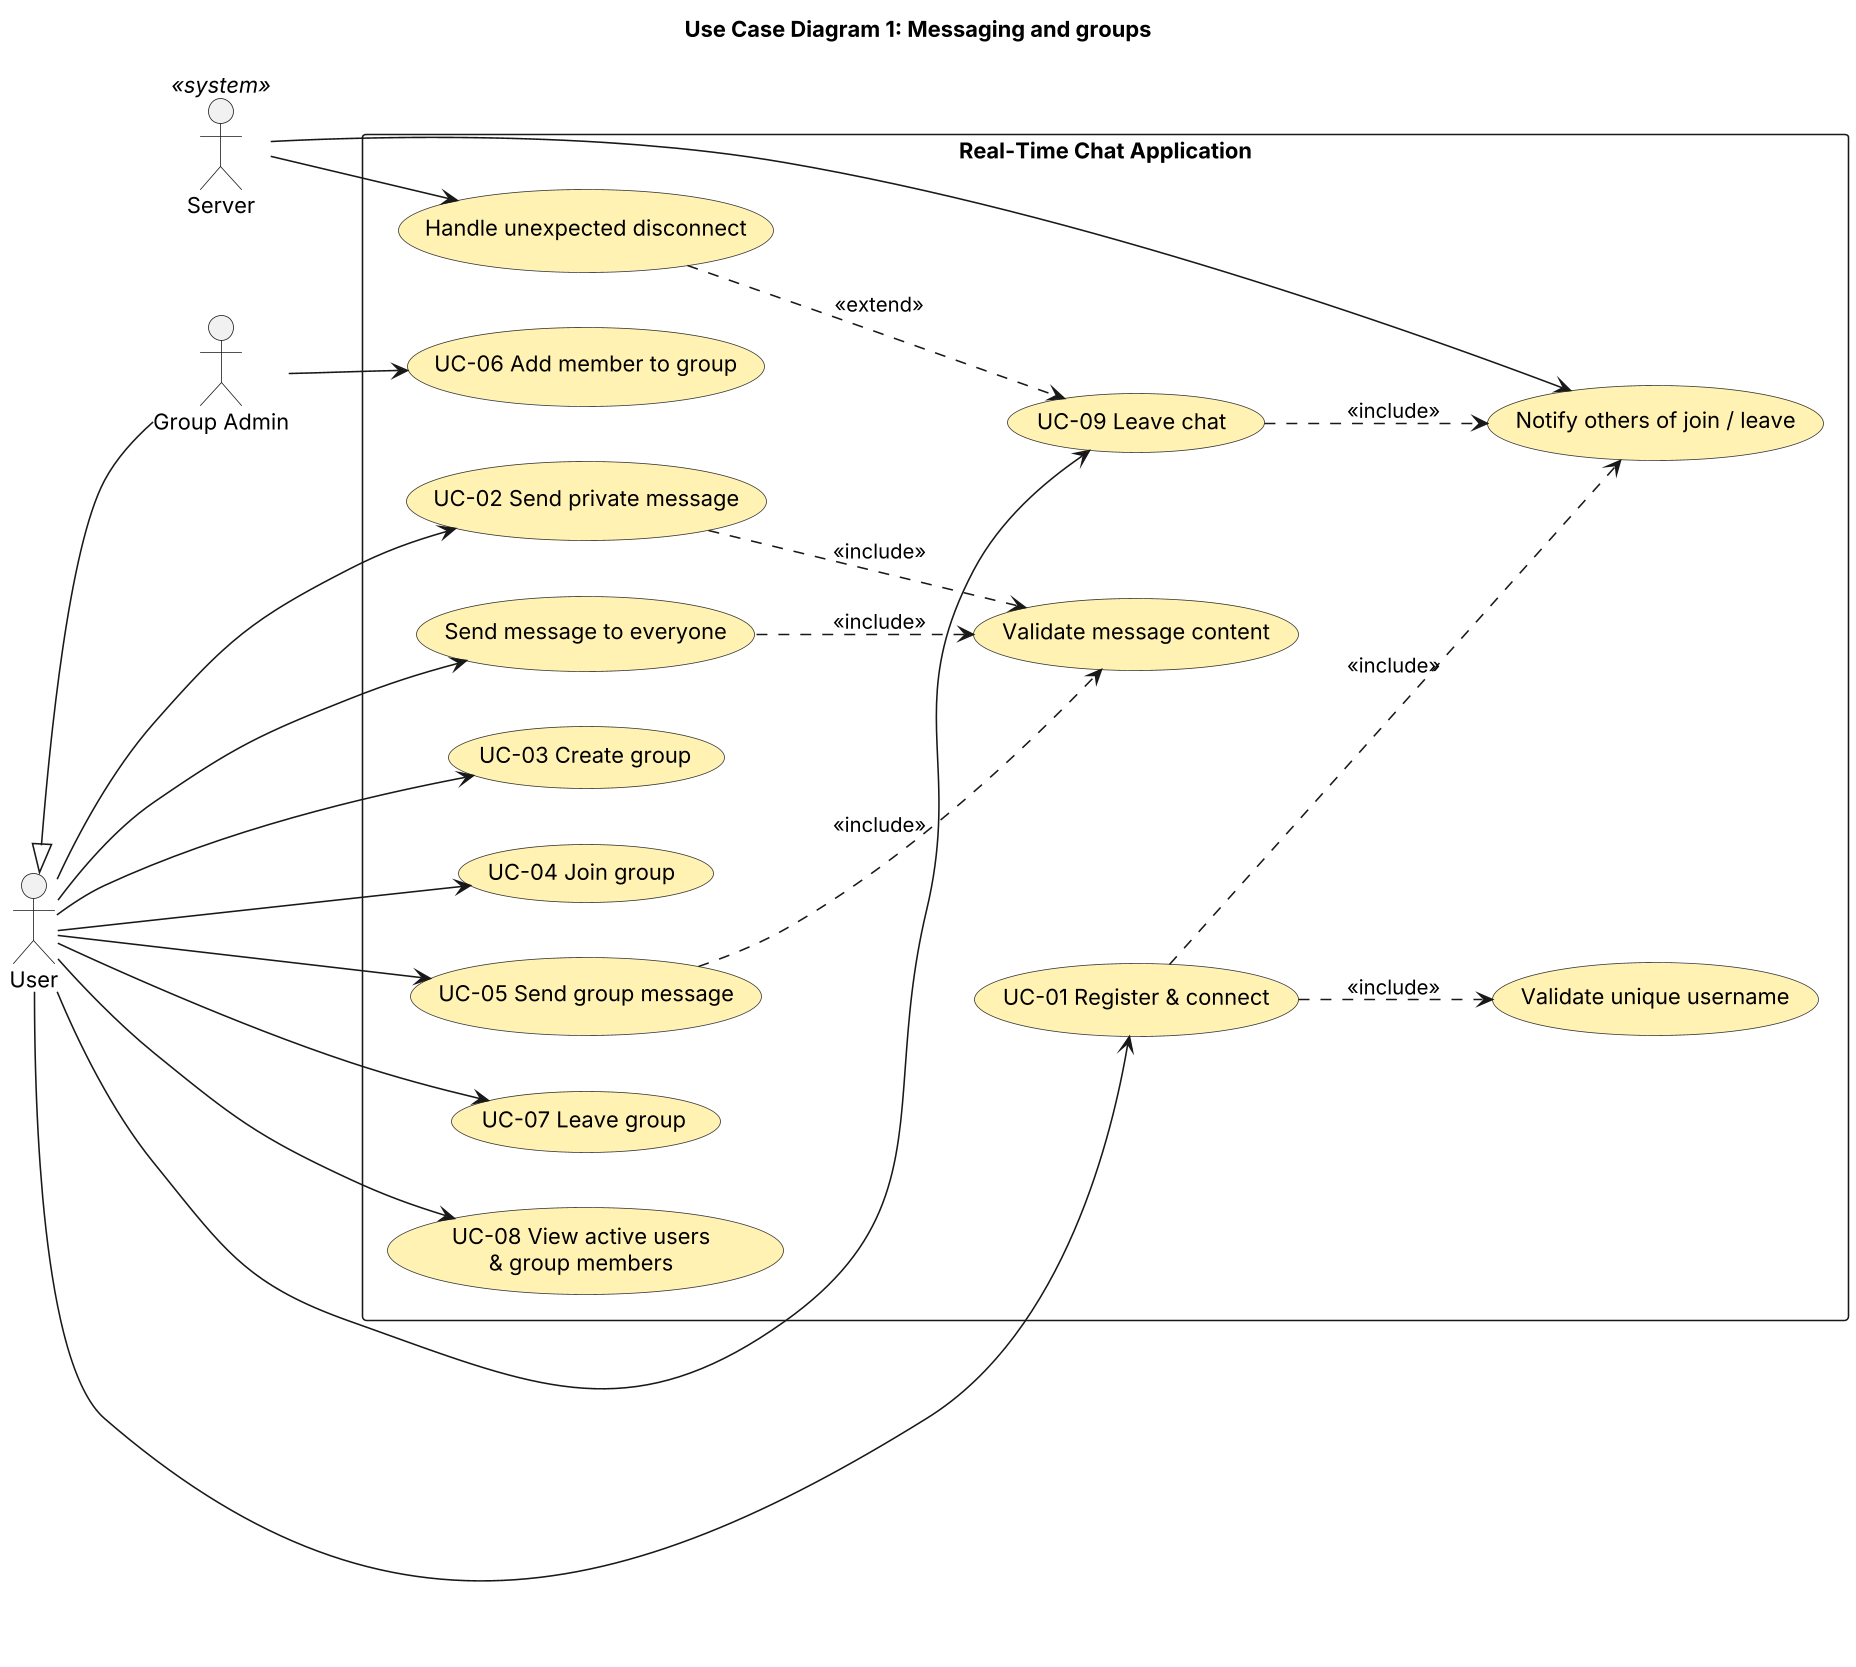 Use Case Diagram 1: Messaging and groups
«system»
Server
Real-Time Chat Application
Handle unexpected disconnect
«extend»
Group Admin
UC-06 Add member to group
UC-09 Leave chat
«include»
Notify others of join / leave
UC-02 Send private message
«include»
Send message to everyone
«include»
Validate message content
«include»
UC-03 Create group
«include»
UC-04 Join group
User
UC-05 Send group message
UC-01 Register & connect
«include»
Validate unique username
UC-07 Leave group
UC-08 View active users
& group members